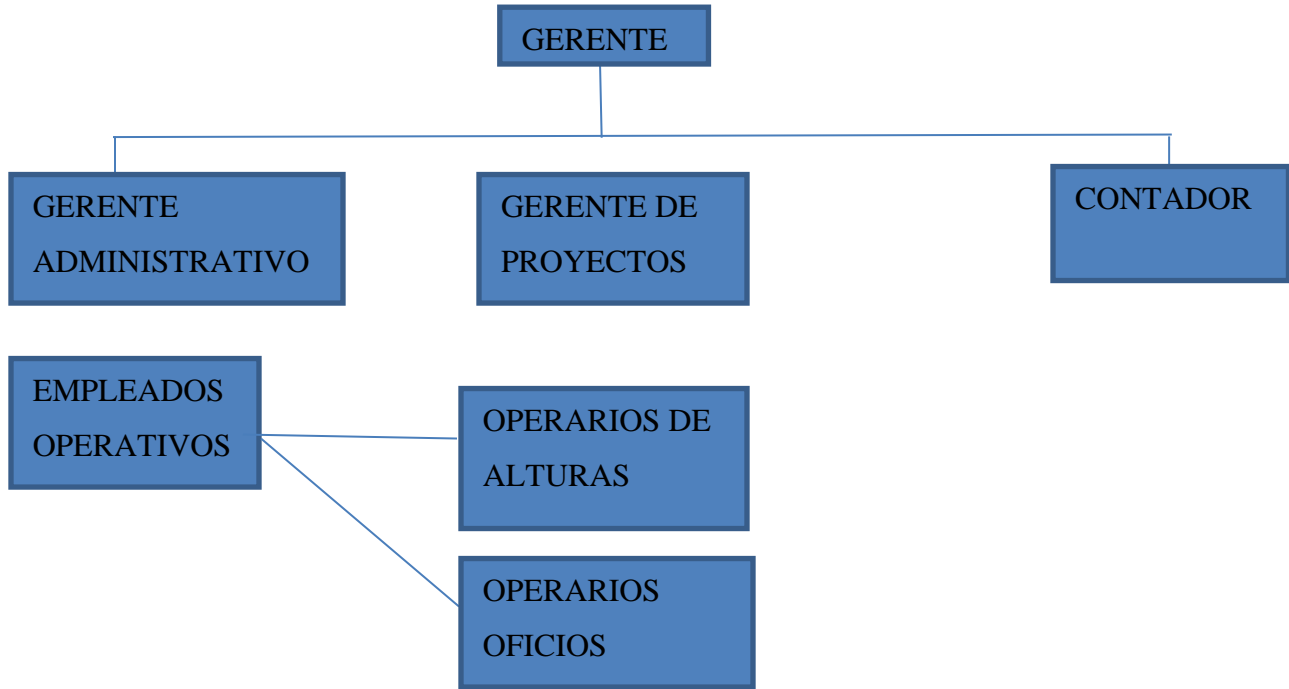 GERENTE
GERENTE
ADMINISTRATIVO
GERENTE DE
PROYECTOS
CONTADOR
EMPLEADOS
OPERATIVOS
OPERARIOS DE
ALTURAS
OPERARIOS
OFICIOS